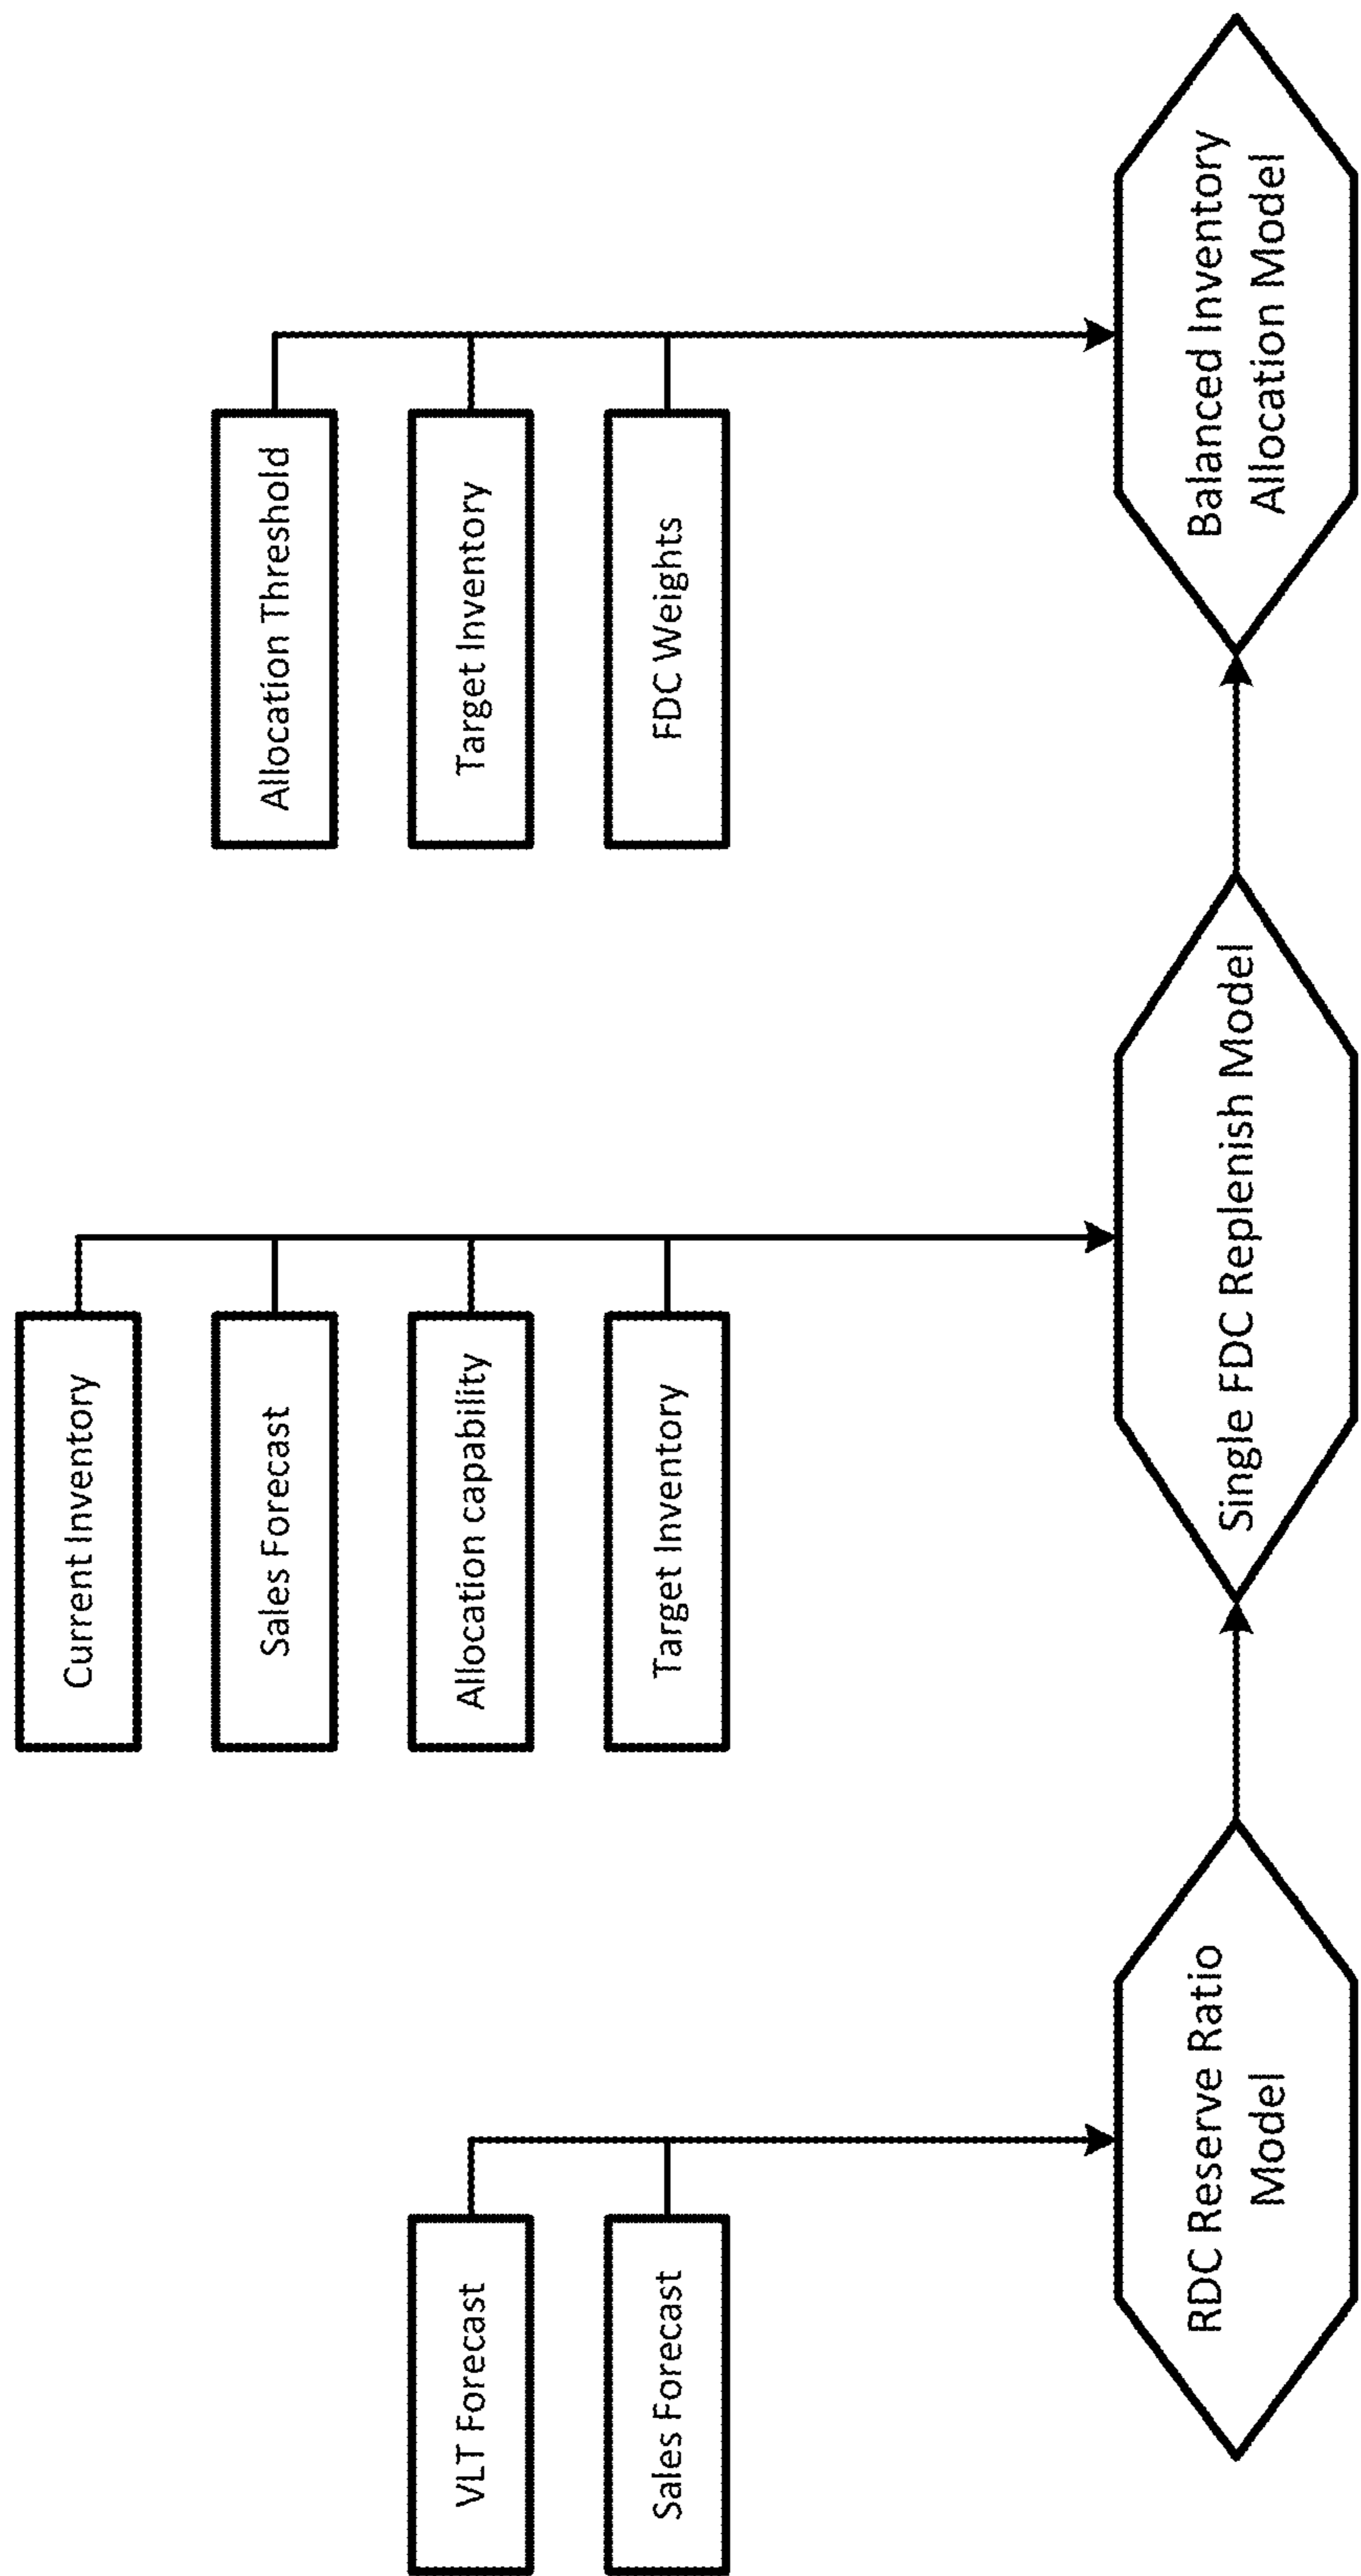 VLT Forecast
Sales Forecast
RDC Reserve Ratio
Model
Current Inventory
Sales Forecast
Allocation capability
Target Inventory
Single FDC Replenish Model
Allocation Threshold
Target Inventory
FDC Weights
Balanced Inventory
Allocation Model